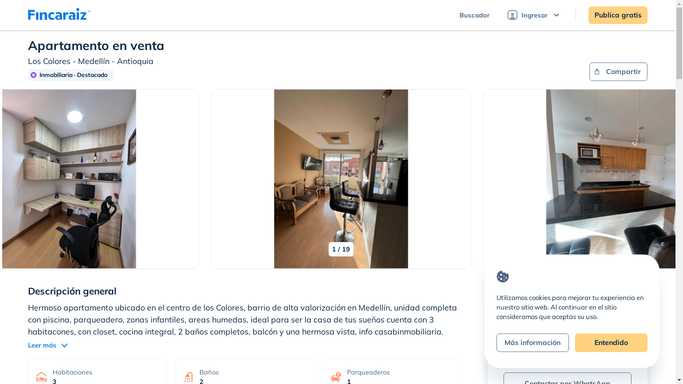 Fincaraiz
Buscador
Ingresar
Publica gratis
Apartamento en venta
Los Colores - Medellín - Antioquia
Inmobiliaria · Destacado
Compartir
1 / 19
Descripción general
Hermoso apartamento ubicado en el centro de los Colores, barrio de alta valorización en Medellín, unidad completa
con piscina, parqueadero, zonas infantiles, areas humedas, ideal para ser la casa de tus sueños cuenta con 3
habitacones, con closet, cocina integral, 2 baños completos, balcón y una hermosa vista, info casabinmobiliaria.
Leer más
Utilizamos cookies para mejorar tu experiencia en
nuestro sitio web. Al continuar en el sitio
consideramos que aceptas su uso.
Más información
Entendido
Habitaciones
3
Baños
2
Parqueaderos
1
Contactar por WhatsApp